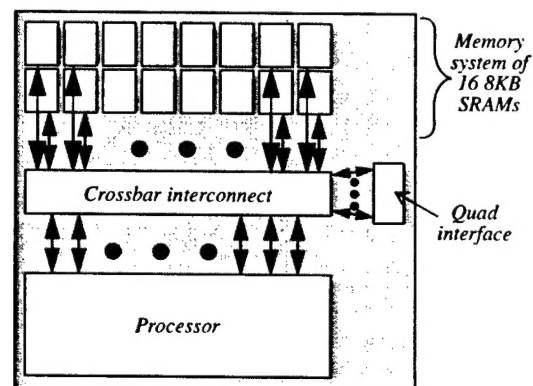 Memory
system of
16 8KB
SRAMs
Crossbar interconnect
Quad
interface
Processor